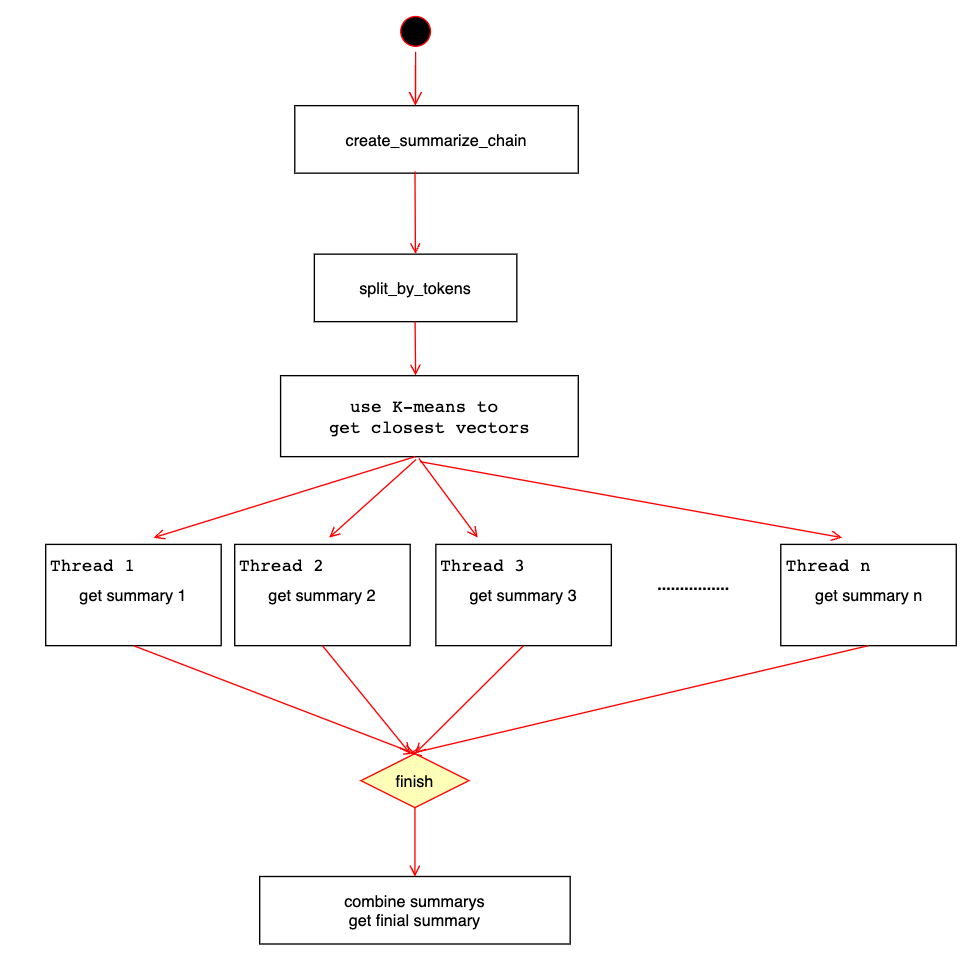 create_summarize_chain
split_by_tokens
use K-means to
get closest vectors
Thread 1
get summary 1
Thread 2
get summary 2
Thread 3
get summary 3
................
Thread n
get summary n
finish
combine summarys
get finial summary